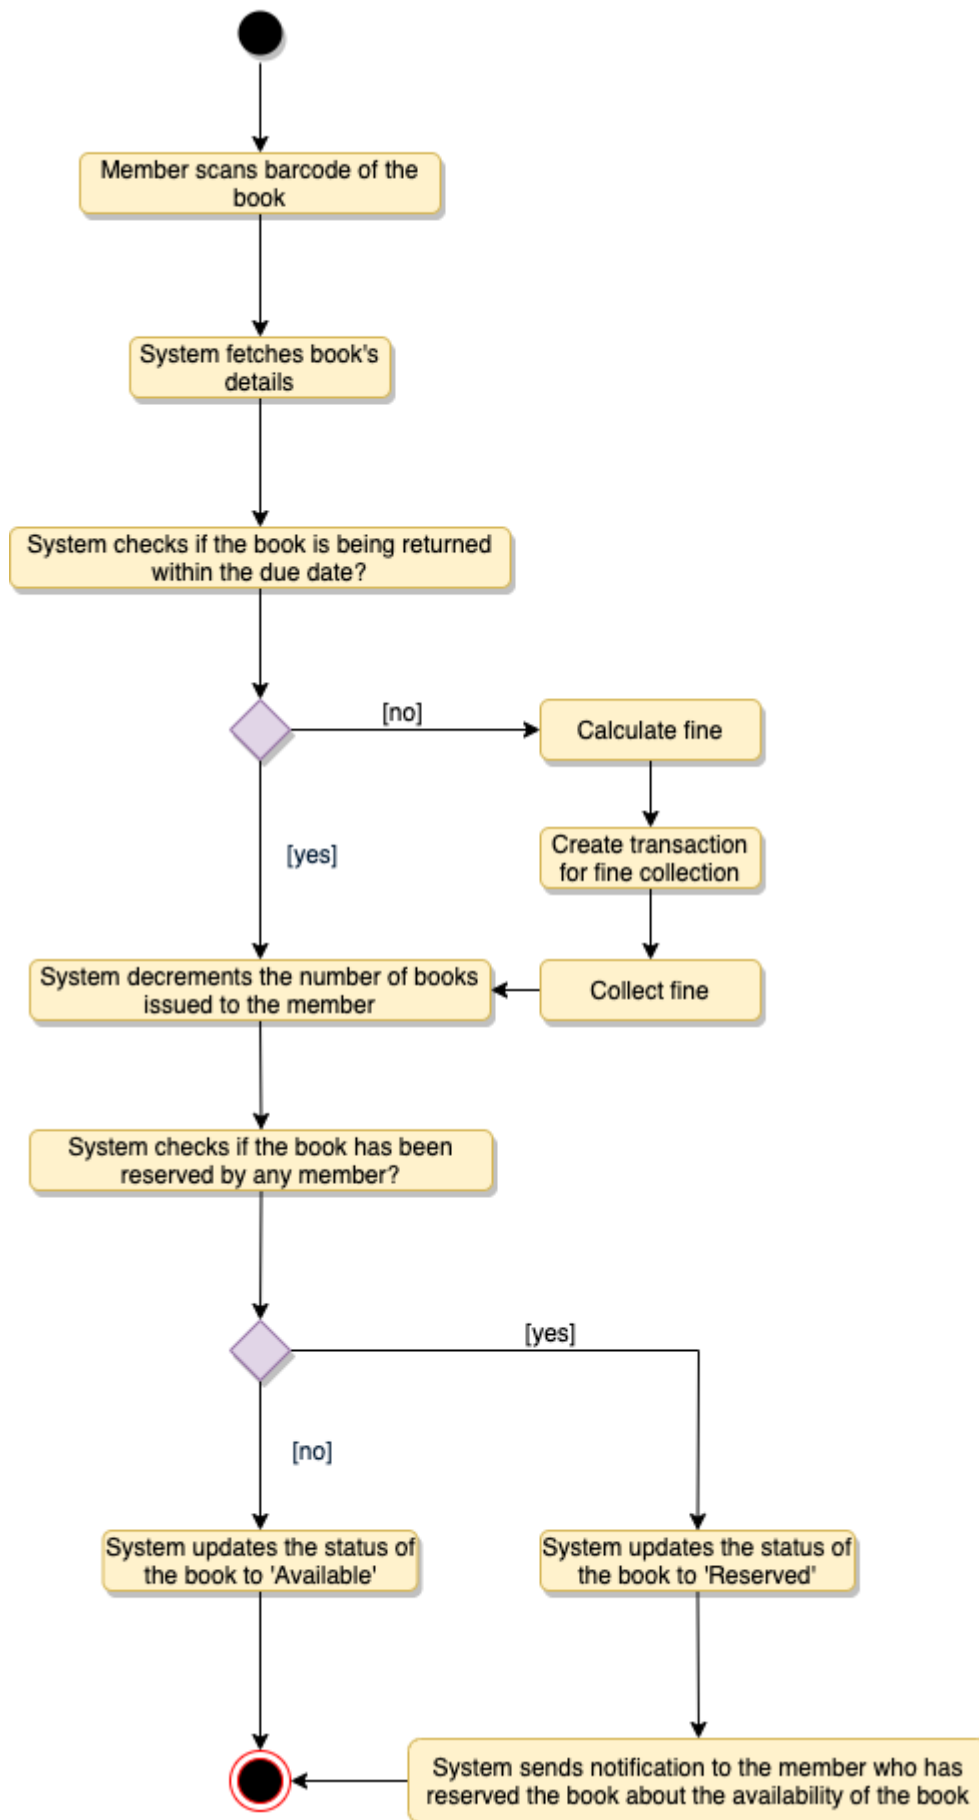 Member scans barcode of the
book
System fetches book's
details
System checks if the book is being returned
within the due date?
[no]
Calculate fine
[yes]
Create transaction
for fine collection
System decrements the number of books
issued to the member
Collect fine
System checks if the book has been
reserved by any member?
[yes]
[no]
System updates the status of
the book to 'Available'
System updates the status of
the book to 'Reserved'
System sends notification to the member who has
reserved the book about the availability of the book